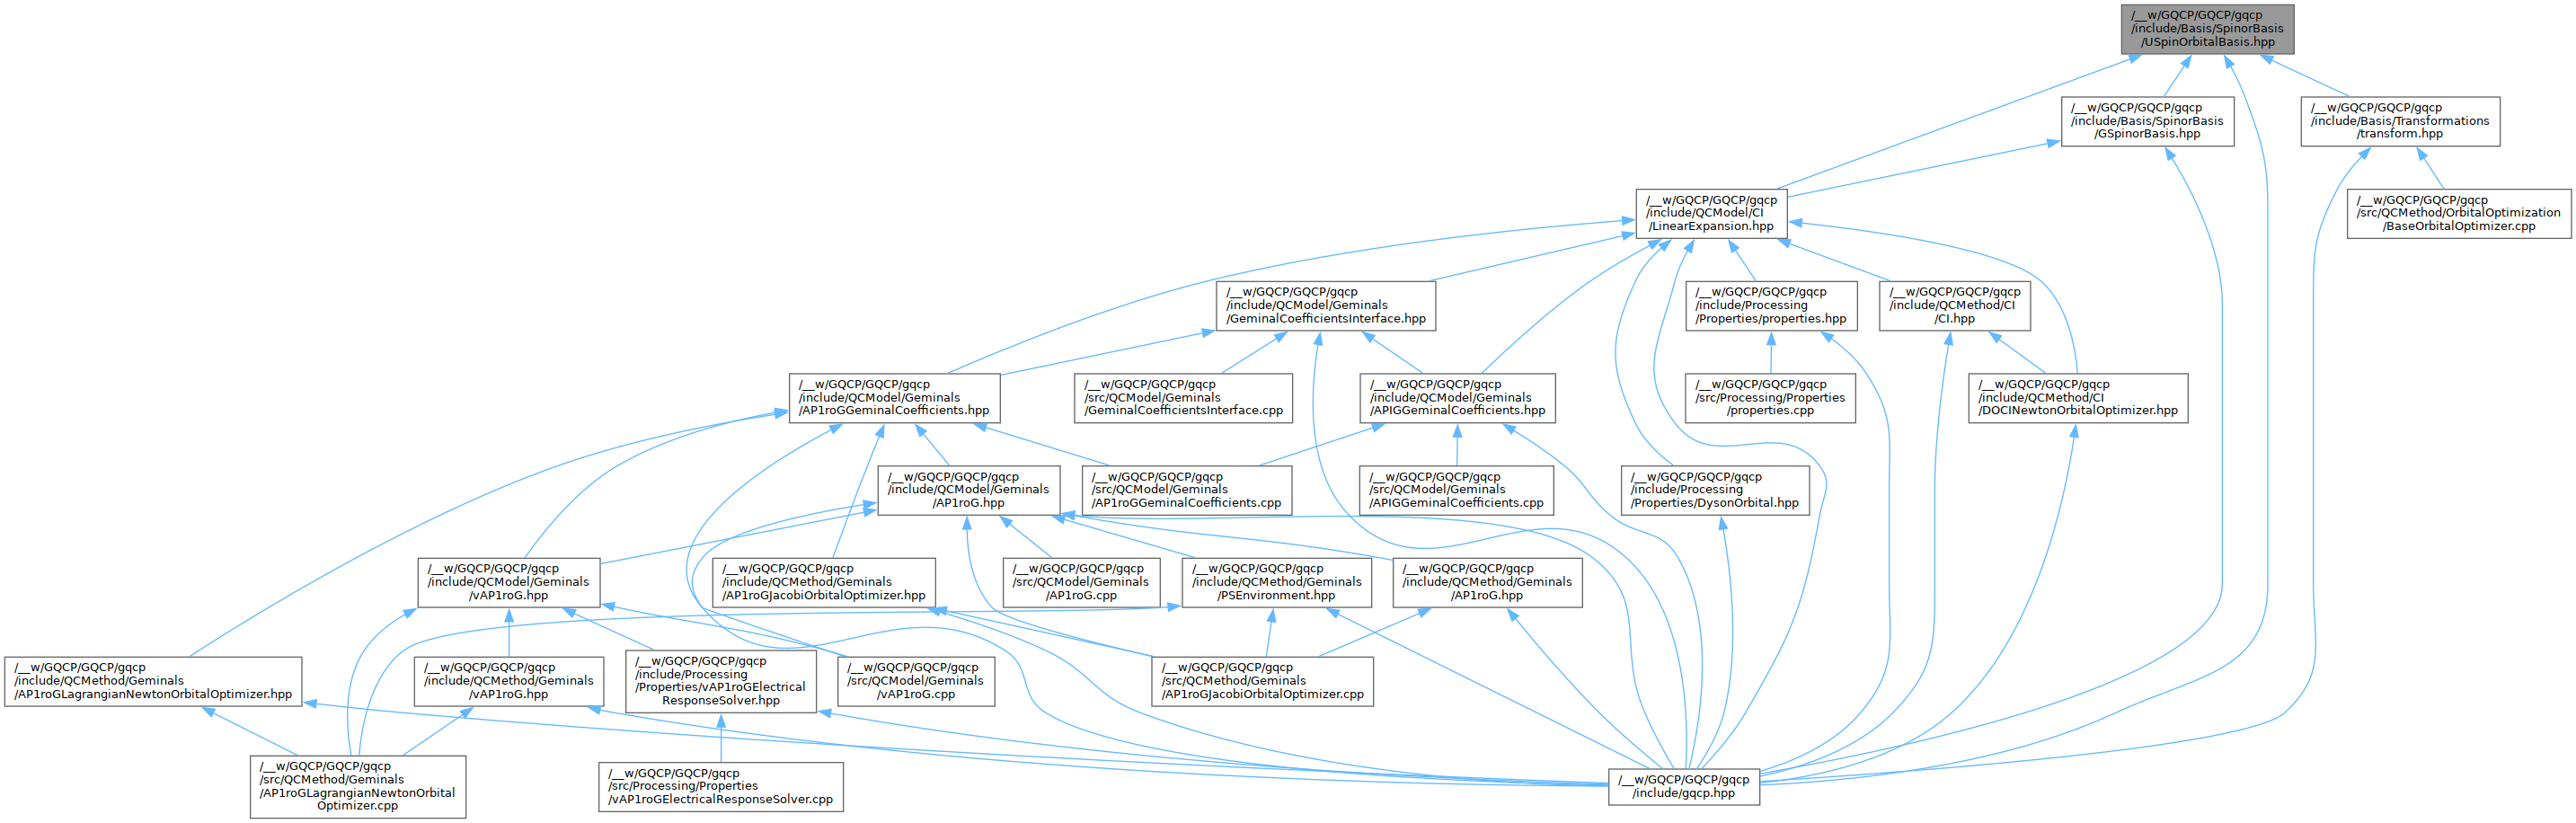 /__w/GQCP/GQCP/gqcp
/include/Basis/SpinorBasis
/USpinOrbitalBasis.hpp
/__w/GQCP/GQCP/gqcp
/include/Basis/SpinorBasis
/GSpinorBasis.hpp
/__w/GQCP/GQCP/gqcp
/include/Basis/Transformations
/transform.hpp
/__w/GQCP/GQCP/gqcp
/include/QCModel/CI
/LinearExpansion.hpp
/__w/GQCP/GQCP/gqcp
/src/QCMethod/OrbitalOptimization
/BaseOrbitalOptimizer.cpp
/__w/GQCP/GQCP/gqcp
/include/QCModel/Geminals
/GeminalCoefficientsInterface.hpp
/__w/GQCP/GQCP/gqcp
/include/Processing
/Properties/properties.hpp
/__w/GQCP/GQCP/gqcp
/include/QCMethod/CI
/CI.hpp
/__w/GQCP/GQCP/gqcp
/include/QCModel/Geminals
/AP1roGGeminalCoefficients.hpp
/__w/GQCP/GQCP/gqcp
/src/QCModel/Geminals
/GeminalCoefficientsInterface.cpp
/__w/GQCP/GQCP/gqcp
/include/QCModel/Geminals
/APIGGeminalCoefficients.hpp
/__w/GQCP/GQCP/gqcp
/src/Processing/Properties
/properties.cpp
/__w/GQCP/GQCP/gqcp
/include/QCMethod/CI
/DOCINewtonOrbitalOptimizer.hpp
/__w/GQCP/GQCP/gqcp
/include/QCModel/Geminals
/AP1roG.hpp
/__w/GQCP/GQCP/gqcp
/src/QCModel/Geminals
/AP1roGGeminalCoefficients.cpp
/__w/GQCP/GQCP/gqcp
/src/QCModel/Geminals
/APIGGeminalCoefficients.cpp
/__w/GQCP/GQCP/gqcp
/include/Processing
/Properties/DysonOrbital.hpp
/__w/GQCP/GQCP/gqcp
/include/QCModel/Geminals
/vAP1roG.hpp
/__w/GQCP/GQCP/gqcp
/include/QCMethod/Geminals
/AP1roGJacobiOrbitalOptimizer.hpp
/__w/GQCP/GQCP/gqcp
/src/QCModel/Geminals
/AP1roG.cpp
/__w/GQCP/GQCP/gqcp
/include/QCMethod/Geminals
/PSEnvironment.hpp
/__w/GQCP/GQCP/gqcp
/include/QCMethod/Geminals
/AP1roG.hpp
/__w/GQCP/GQCP/gqcp
/include/QCMethod/Geminals
/AP1roGLagrangianNewtonOrbitalOptimizer.hpp
/__w/GQCP/GQCP/gqcp
/include/QCMethod/Geminals
/vAP1roG.hpp
/__w/GQCP/GQCP/gqcp
/include/Processing
/Properties/vAP1roGElectrical
ResponseSolver.hpp
/__w/GQCP/GQCP/gqcp
/src/QCModel/Geminals
/vAP1roG.cpp
/__w/GQCP/GQCP/gqcp
/src/QCMethod/Geminals
/AP1roGJacobiOrbitalOptimizer.cpp
/__w/GQCP/GQCP/gqcp
/src/QCMethod/Geminals
/AP1roGLagrangianNewtonOrbital
Optimizer.cpp
/__w/GQCP/GQCP/gqcp
/src/Processing/Properties
/vAP1roGElectricalResponseSolver.cpp
/__w/GQCP/GQCP/gqcp
/include/gqcp.hpp